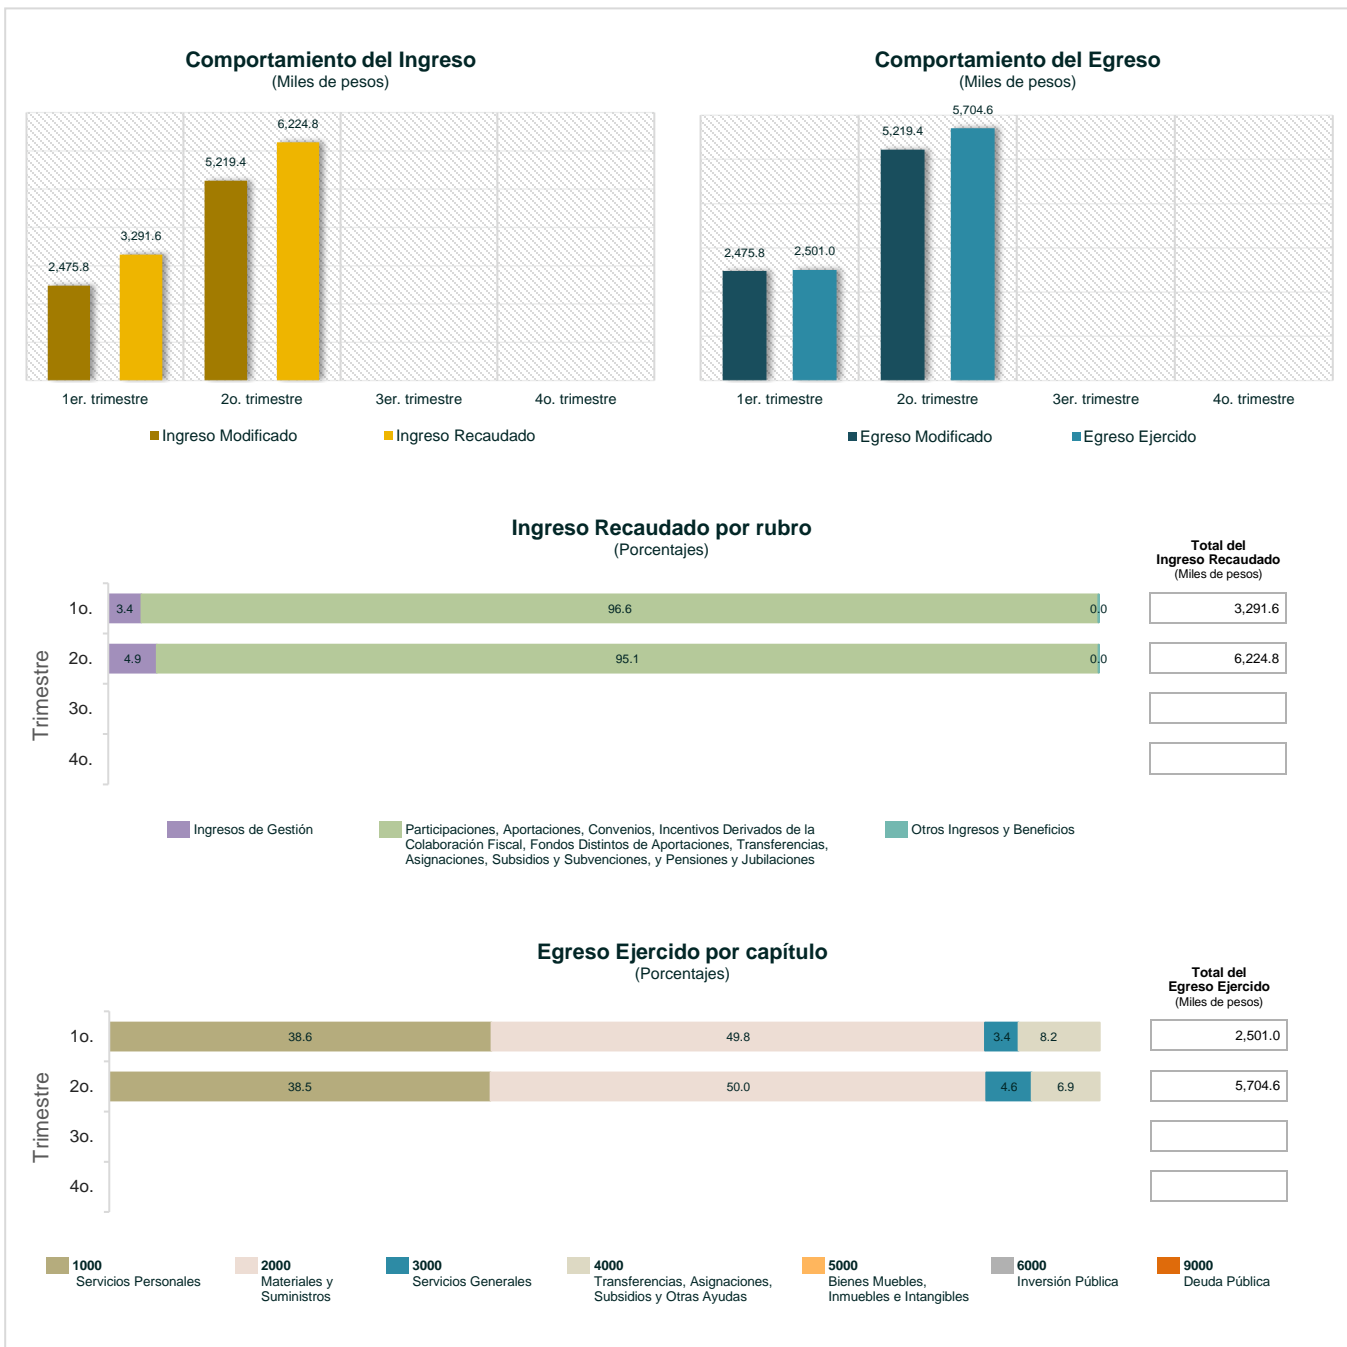 Comportamiento del Ingreso
(Miles de pesos)
6,224.8
5,219.4
3,291.6
2,475.8
1er. trimestre 2o. trimestre 3er. trimestre 4o. trimestre
Ingreso Modificado Ingreso Recaudado
Comportamiento del Egreso
(Miles de pesos)
5,704.6
5,219.4
2,475.8 2,501.0
1er. trimestre 2o. trimestre 3er. trimestre 4o. trimestre
Egreso Modificado Egreso Ejercido
Ingreso Recaudado por rubro
(Porcentajes)
Total del
Ingreso Recaudado
(Miles de pesos)
Trimestre
1o. 3.4 96.6 0.0 3,291.6
2o. 4.9 95.1 0.0 6,224.8
3o.
4o.
Ingresos de Gestión
Participaciones, Aportaciones, Convenios, Incentivos Derivados de la
Colaboración Fiscal, Fondos Distintos de Aportaciones, Transferencias,
Asignaciones, Subsidios y Subvenciones, y Pensiones y Jubilaciones
Otros Ingresos y Beneficios
Egreso Ejercido por capítulo
(Porcentajes)
Total del
Egreso Ejercido
(Miles de pesos)
Trimestre
1o. 38.6 49.8 3.4 8.2 2,501.0
2o. 38.5 50.0 4.6 6.9 5,704.6
3o.
4o.
1000
Servicios Personales
2000
Materiales y
Suministros
3000
Servicios Generales
4000
Transferencias, Asignaciones,
Subsidios y Otras Ayudas
5000
Bienes Muebles,
Inmuebles e Intangibles
6000
Inversión Pública
9000
Deuda Pública